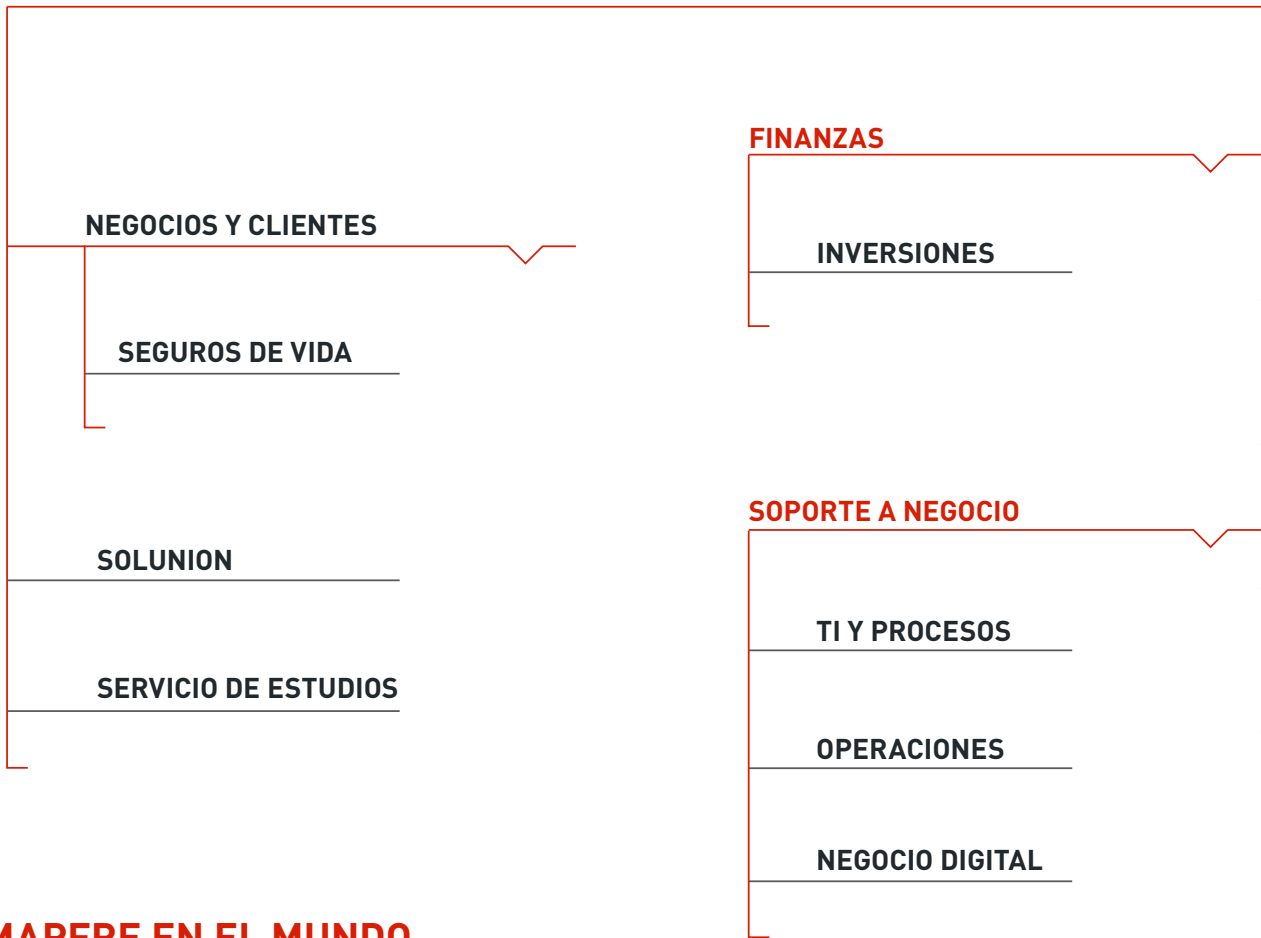 NEGOCIOS Y CLIENTES
SEGUROS DE VIDA
SOLUNION
SERVICIO DE ESTUDIOS
FINANZAS
INVERSIONES
SOPORTE A NEGOCIO
TI Y PROCESOS
OPERACIONES
NEGOCIO DIGITAL
MAPFRE EN EL MUNDO